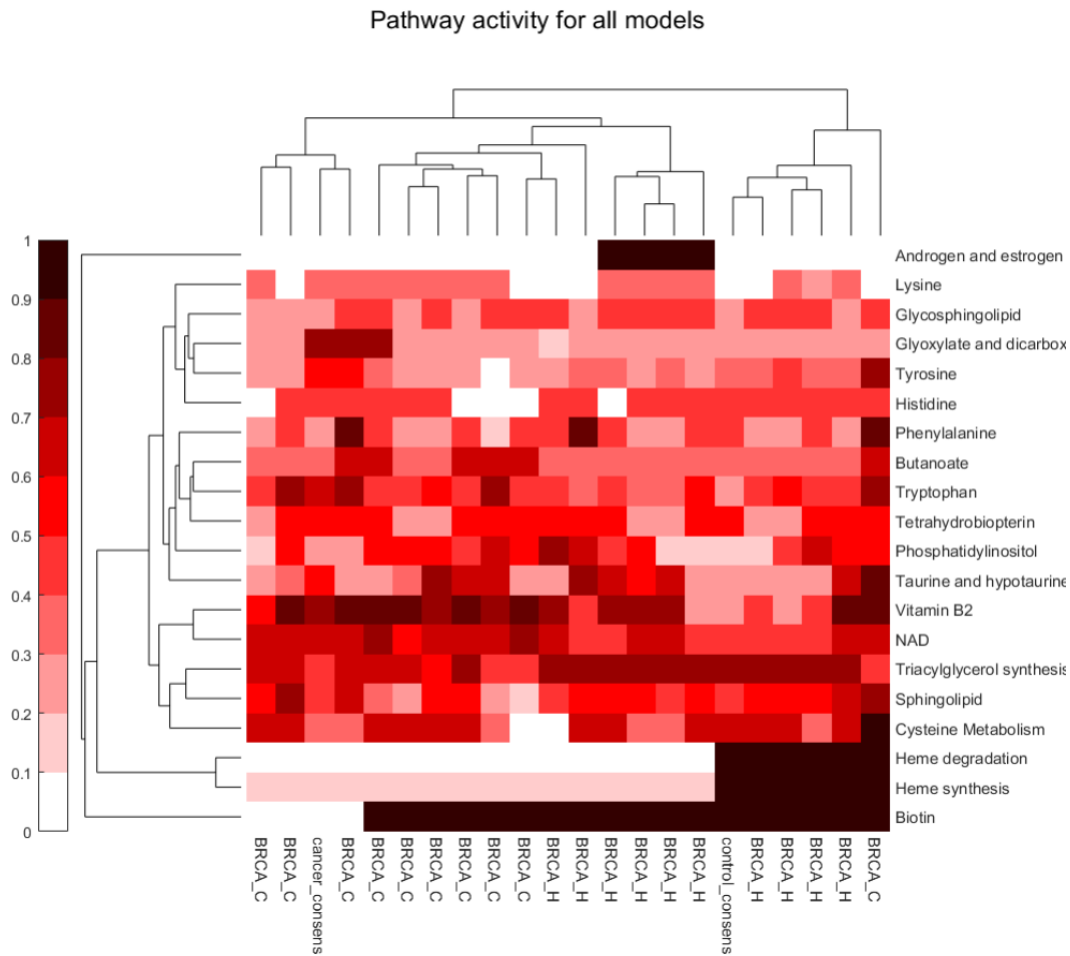 Pathway activity for all models
1
0.9
0.8
0.7
0.6
0.5
0.4
0.3
0.2
0.1
0
Androgen and estrogen
Lysine
Glycosphingolipid
Glyoxylate and dicarbox
Tyrosine
Histidine
Phenylalanine
Butanoate
Tryptophan
Tetrahydrobiopterin
Phosphatidylinositol
Taurine and hypotaurine
Vitamin B2
NAD
Triacylglycerol synthesis
Sphingolipid
Cysteine Metabolism
Heme degradation
Heme synthesis
Biotin
BRCA_C
BRCA_C
cancer_consens
BRCA_C
BRCA_C
BRCA_C
BRCA_C
BRCA_C
BRCA_C
BRCA_C
BRCA_H
BRCA_H
BRCA_H
BRCA_H
BRCA_H
BRCA_H
control_consens
BRCA_H
BRCA_H
BRCA_H
BRCA_H
BRCA_C